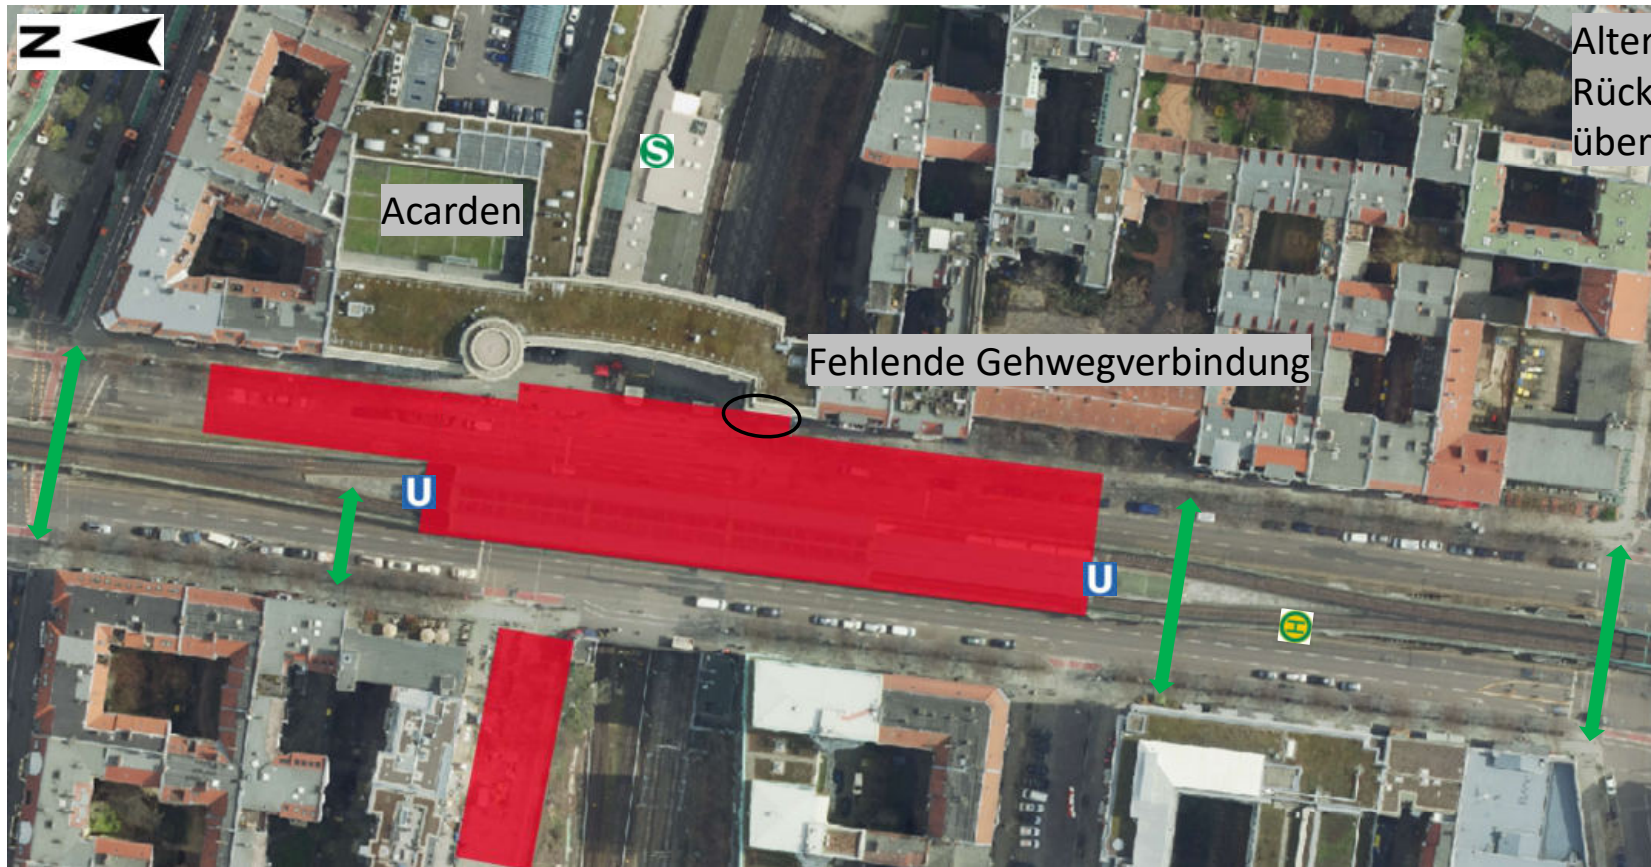 N
Alter
Rück
über
S
Acarden
Fehlende Gehwegverbindung
U
U
H